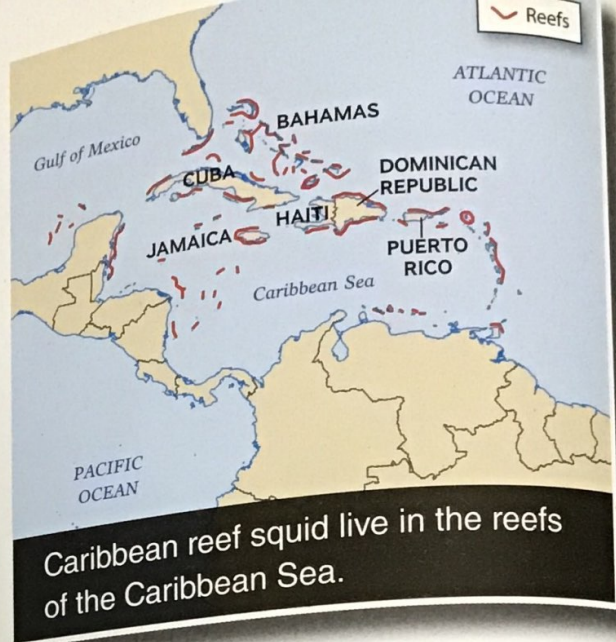 Reefs
ATLANTIC
OCEAN
BAHAMAS
Gulf of Mexico
CUBA
DOMINICAN
REPUBLIC
HAITI
JAMAICA
PUERTO
RICO
Caribbean Sea
PACIFIC
OCEAN
Caribbean reef squid live in the reefs
of the Caribbean Sea.